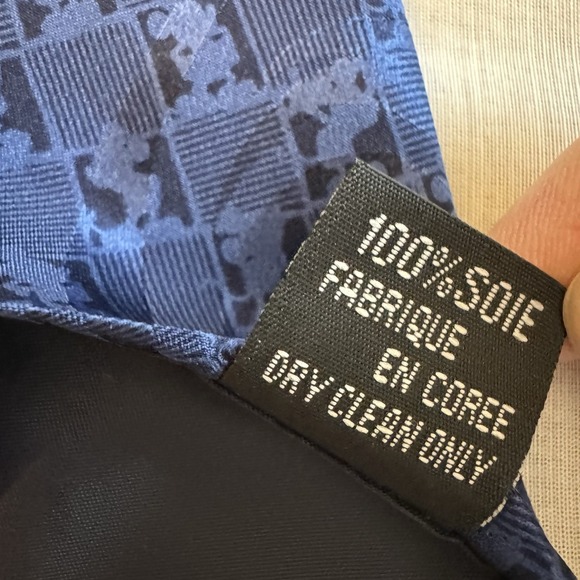 100% SOIE
FABRIQUE
EN COREE
DRY CLEAN ONLY